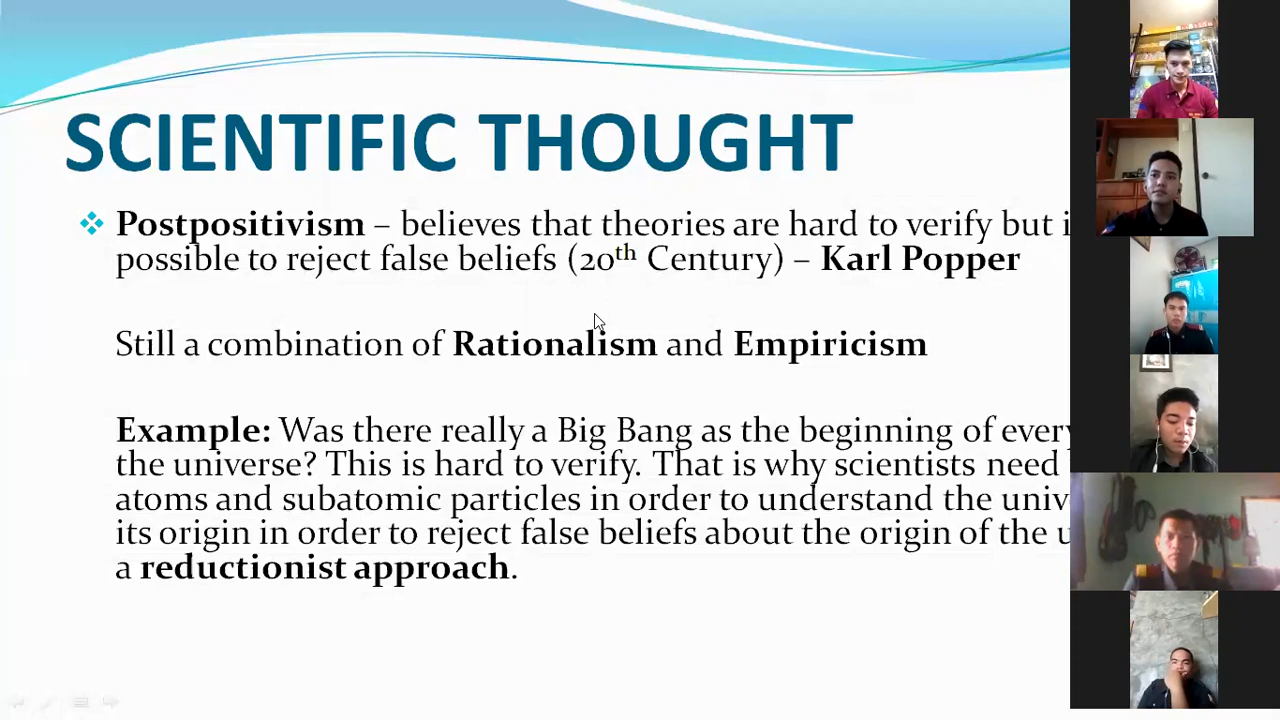 SCIENTIFIC THOUGHT
Postpositivism – believes that theories are hard to verify but
possible to reject false beliefs (20th Century) – Karl Popper
Still a combination of Rationalism and Empiricism
Example: Was there really a Big Bang as the beginning of
the universe? This is hard to verify. That is why scientists need
atoms and subatomic particles in order to understand the
its origin in order to reject false beliefs about the origin of the
a reductionist approach.